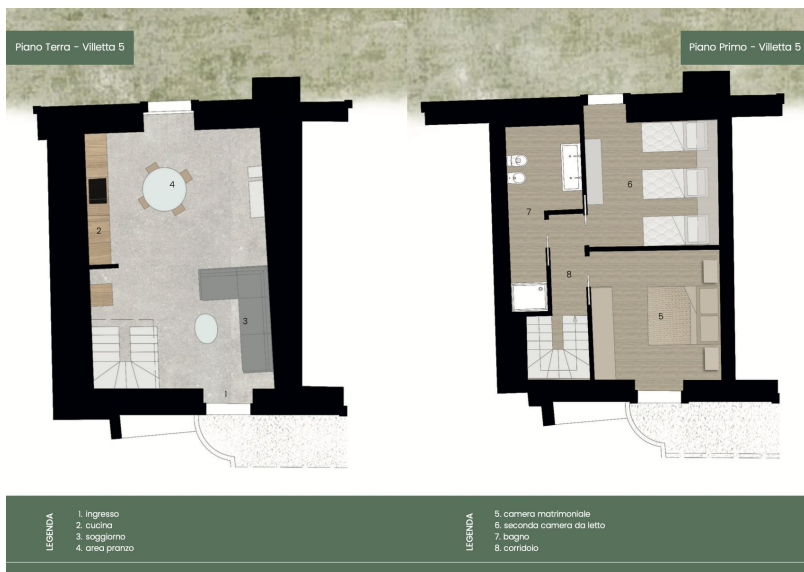 Piano Terra - Villetta 5
Piano Primo - Villetta 5
4
2
3
1
6
7
8
5
LEGENDA
1. ingresso
2. cucina
3. soggiorno
4. area pranzo
LEGENDA
5. camera matrimoniale
6. seconda camera da letto
7. bagno
8. corridoio